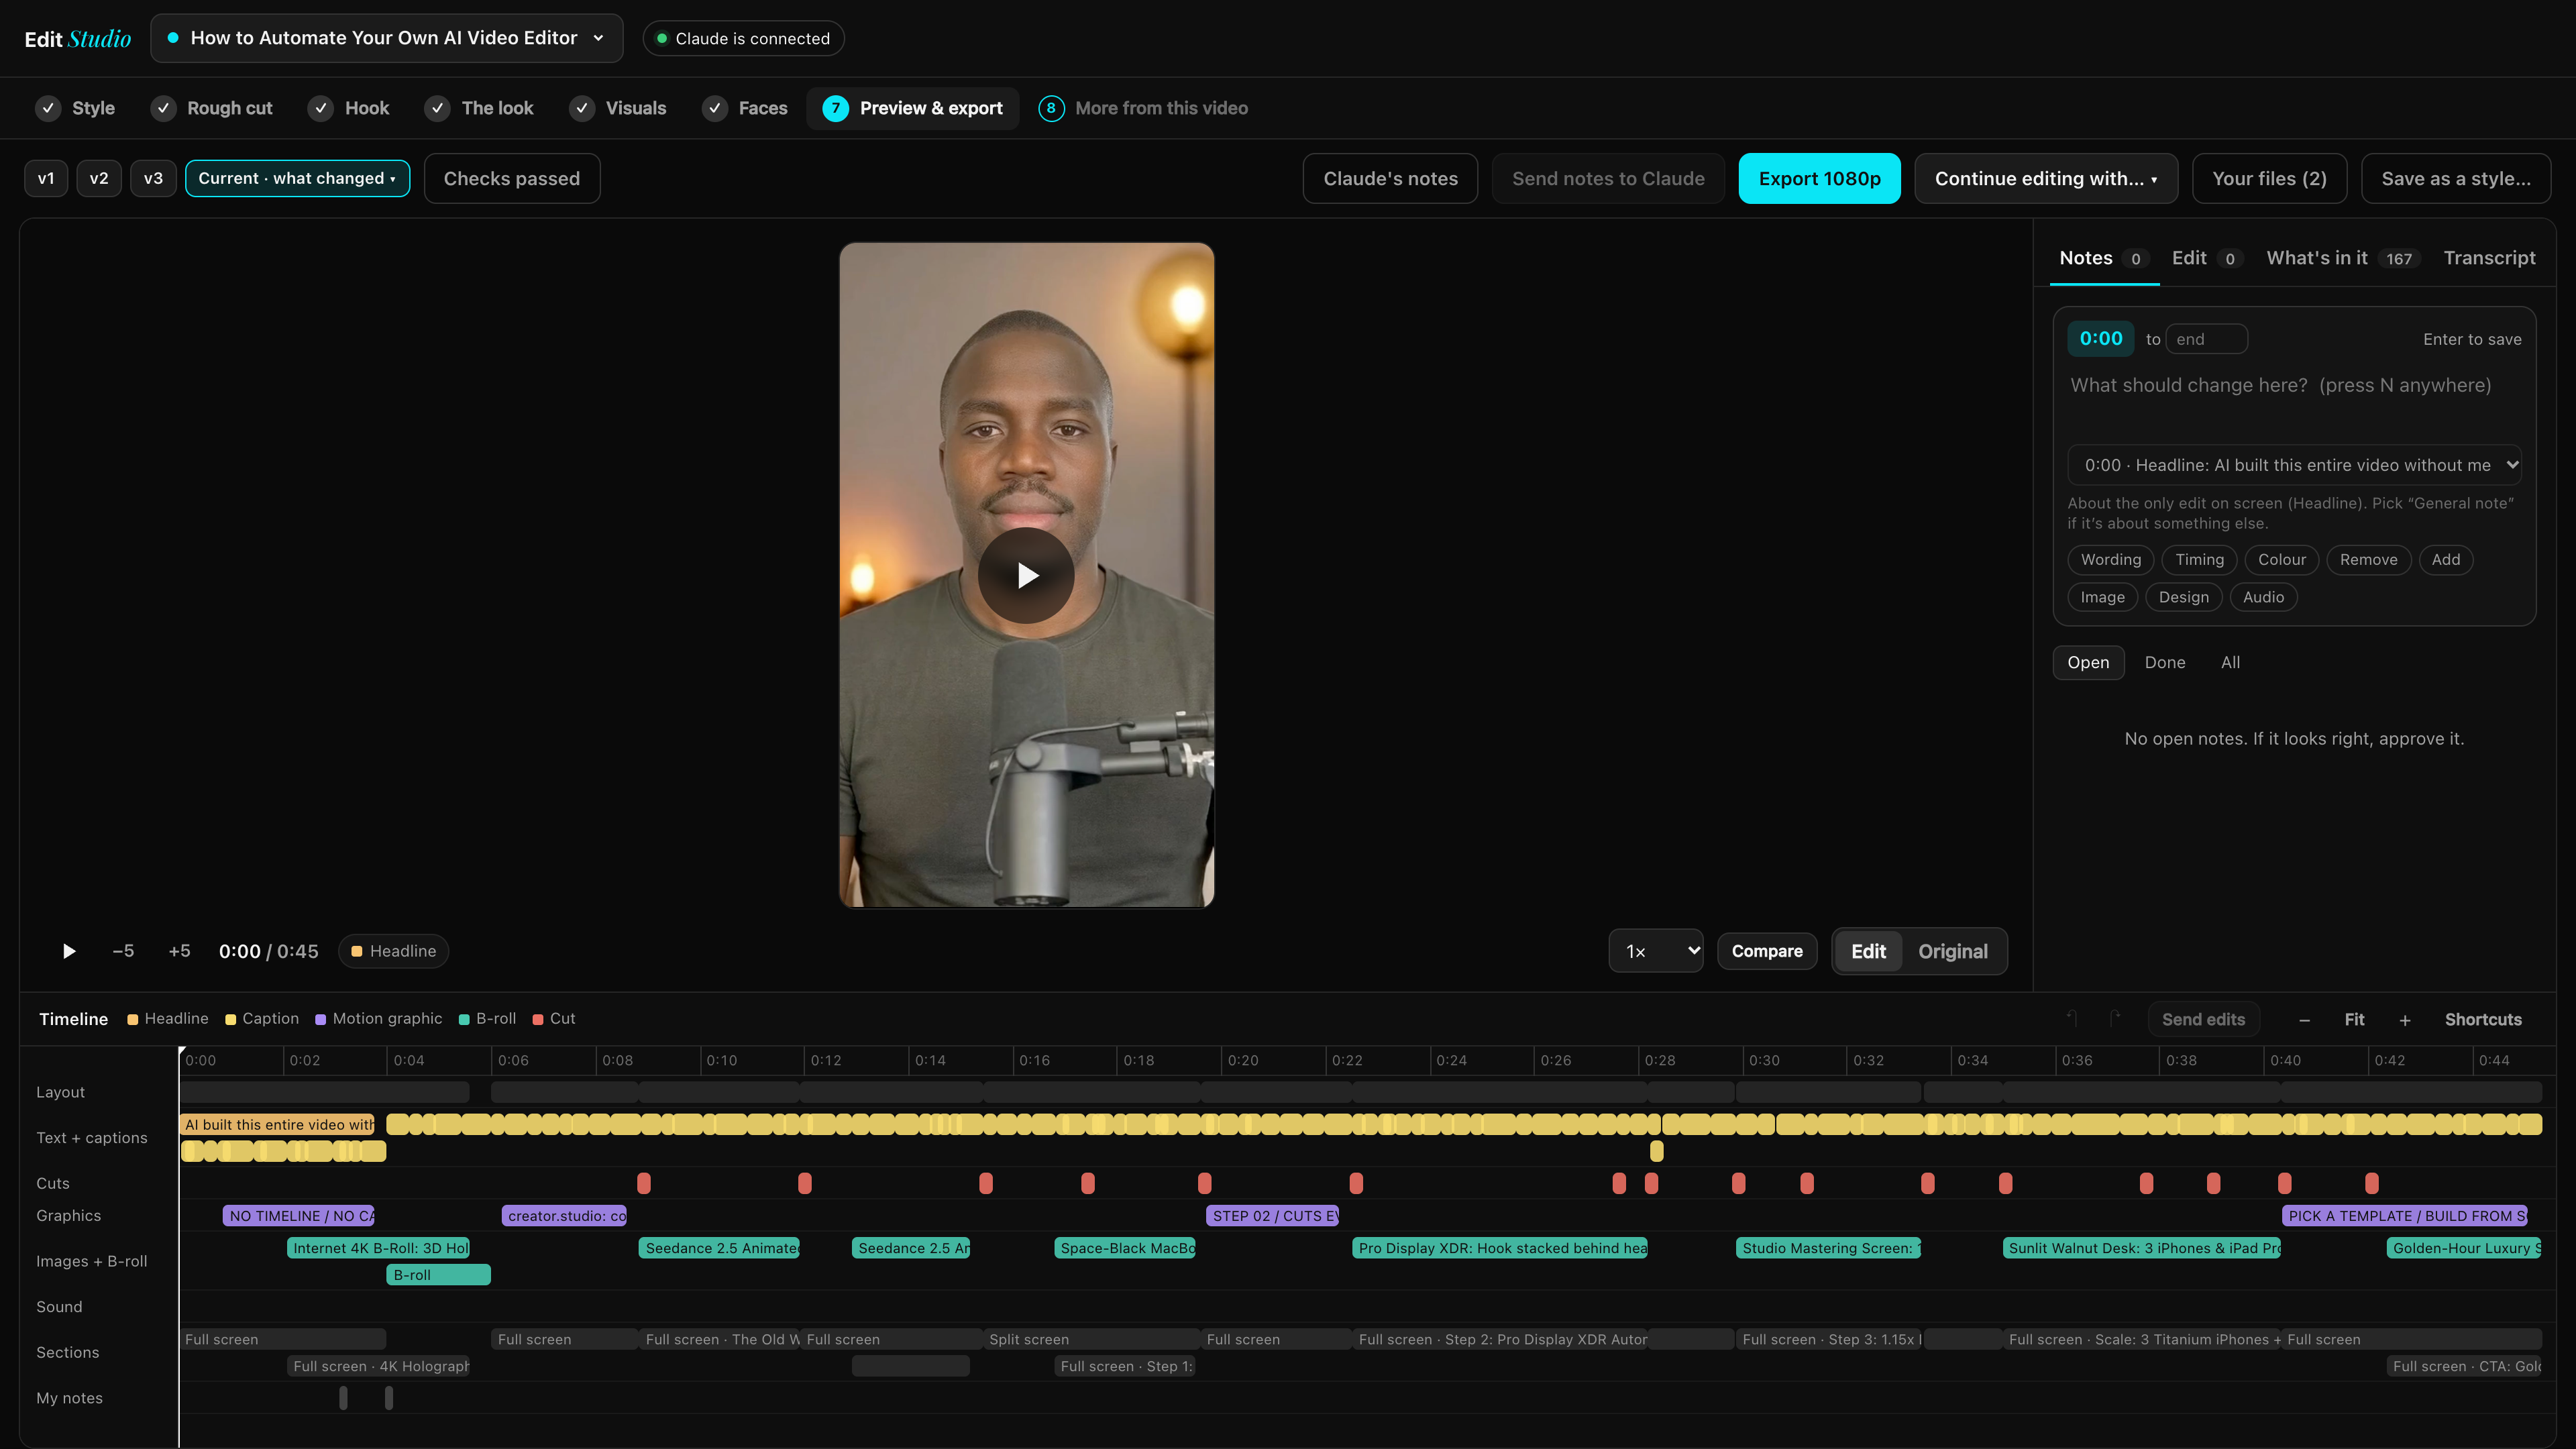 Edit Studio
How to Automate Your Own AI Video Editor
Claude is connected
Style
Rough cut
Hook
The look
Visuals
Faces
7 Preview & export
8 More from this video
v1
v2
v3
Current · what changed
Checks passed
Claude's notes
Send notes to Claude
Export 1080p
Continue editing with...
Your files (2)
Save as a style...
Notes 0
Edit 0
What's in it 167
Transcript
0:00 to end
Enter to save
What should change here? (press N anywhere)
0:00 · Headline: AI built this entire video without me
About the only edit on screen (Headline). Pick “General note”
if it’s about something else.
Wording
Timing
Colour
Remove
Add
Image
Design
Audio
Open
Done
All
No open notes. If it looks right, approve it.
−5
+5
0:00 / 0:45
Headline
1×
Compare
Edit
Original
Timeline
Headline
Caption
Motion graphic
B-roll
Cut
Send edits
−
Fit
+
Shortcuts
0:00 0:02 0:04 0:06 0:08 0:10 0:12 0:14 0:16 0:18 0:20 0:22 0:24 0:26 0:28 0:30 0:32 0:34 0:36 0:38 0:40 0:42 0:44
Layout
Text + captions
AI built this entire video with
Cuts
Graphics
NO TIMELINE / NO CA
creator.studio: co
STEP 02 / CUTS EV
PICK A TEMPLATE / BUILD FROM S
Images + B-roll
Internet 4K B-Roll: 3D Hol
Seedance 2.5 Animate
Seedance 2.5 An
Space-Black MacBo
Pro Display XDR: Hook stacked behind hea
Studio Mastering Screen:
Sunlit Walnut Desk: 3 iPhones & iPad Pro
Golden-Hour Luxury S
B-roll
Sound
Sections
Full screen
Full screen
Full screen · The Old W
Full screen
Split screen
Full screen
Full screen · Step 2: Pro Display XDR Auton
Full screen · Step 3: 1.15x
Full screen · Scale: 3 Titanium iPhones +
Full screen
Full screen · 4K Holograph
Full screen · Step 1:
Full screen · CTA: Gold
My notes